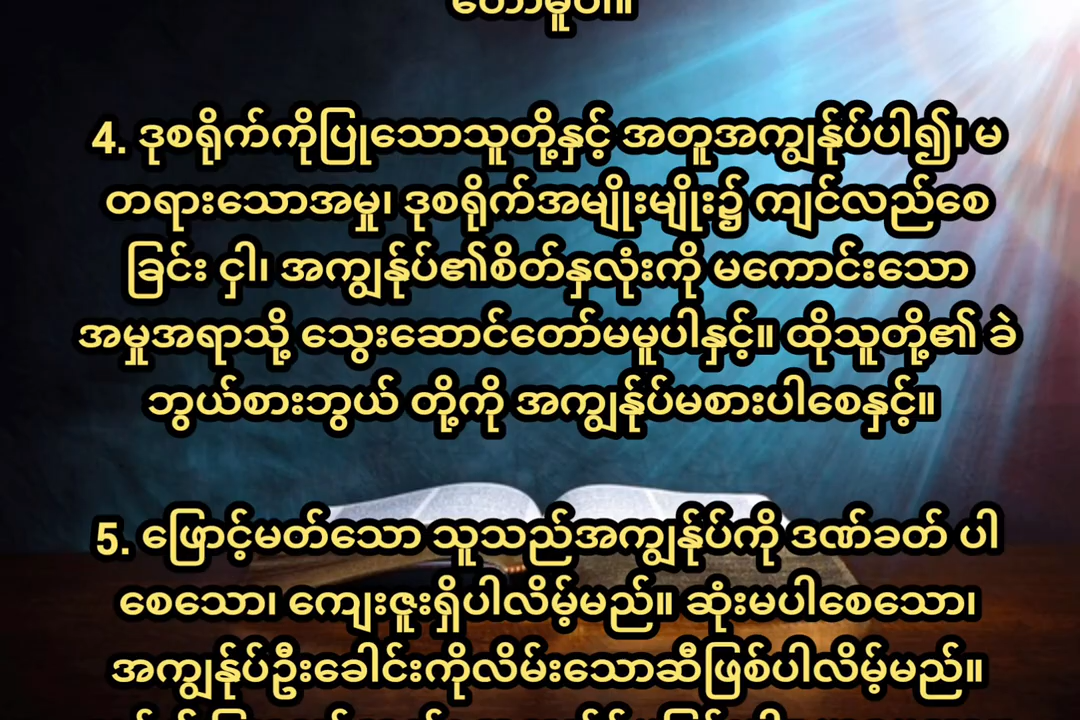 တော်မူပါ။
4. ဒုစရိုက်ကိုပြုသောသူတို့နှင့် အတူအကျွန်ုပ်ပါ၍၊ မ
တရားသောအမှု၊ ဒုစရိုက်အမျိုးမျိုး၌ ကျင်လည်စေ
ခြင်း ငှါ၊ အကျွန်ုပ်၏စိတ်နှလုံးကို မကောင်းသော
အမှုအရာသို့ သွေးဆောင်တော်မမူပါနှင့်။ ထိုသူတို့၏ ခဲ
ဘွယ်စားဘွယ် တို့ကို အကျွန်ုပ်မစားပါစေနှင့်။
5. ဖြောင့်မတ်သော သူသည်အကျွန်ုပ်ကို ဒဏ်ခတ် ပါ
စေသော၊ ကျေးဇူးရှိပါလိမ့်မည်။ ဆုံးမပါစေသော၊
အကျွန်ုပ်ဦးခေါင်းကိုလိမ်းသောဆီဖြစ်ပါလိမ့်မည်။